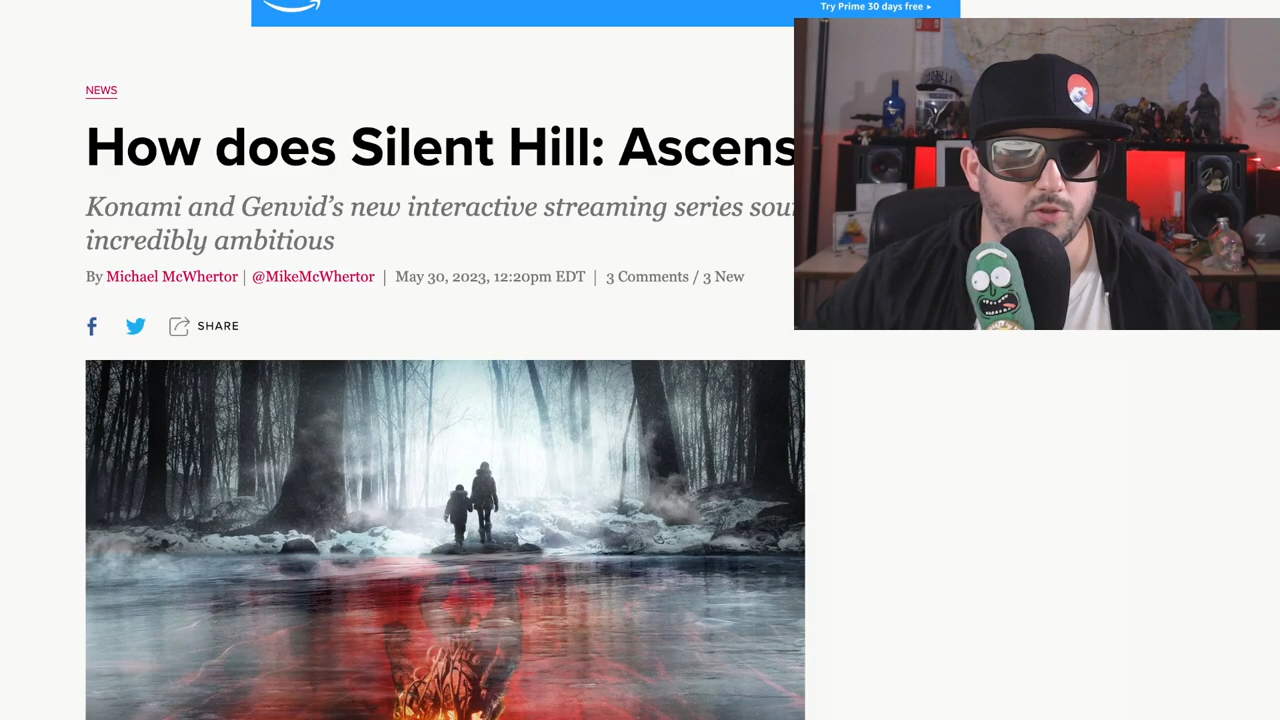 Try Prime 30 days free ▸
NEWS
How does Silent Hill: Ascens
Konami and Genvid's new interactive streaming series sou
incredibly ambitious
By Michael McWhertor | @MikeMcWhertor | May 30, 2023, 12:20pm EDT | 3 Comments / 3 New
SHARE